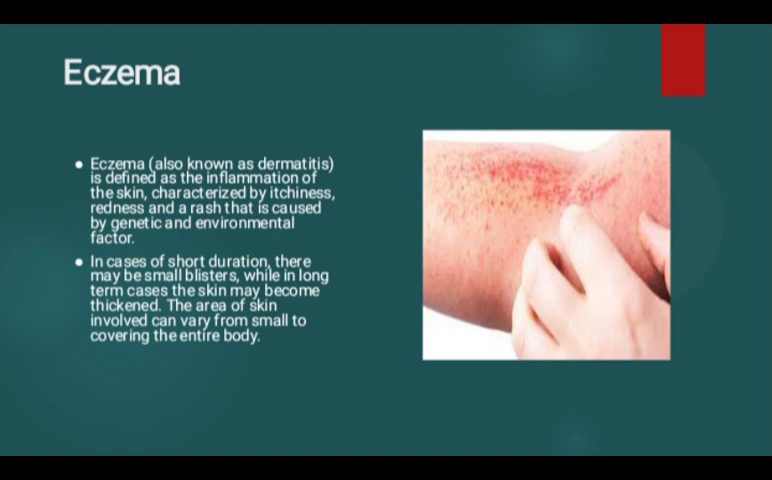 Eczema
● Eczema (also known as dermatitis)
is defined as the inflammation of
the skin, characterized by itchiness,
redness and a rash that is caused
by genetic and environmental
factor.
● In cases of short duration, there
may be small blisters, while in long
term cases the skin may become
thickened. The area of skin
involved can vary from small to
covering the entire body.